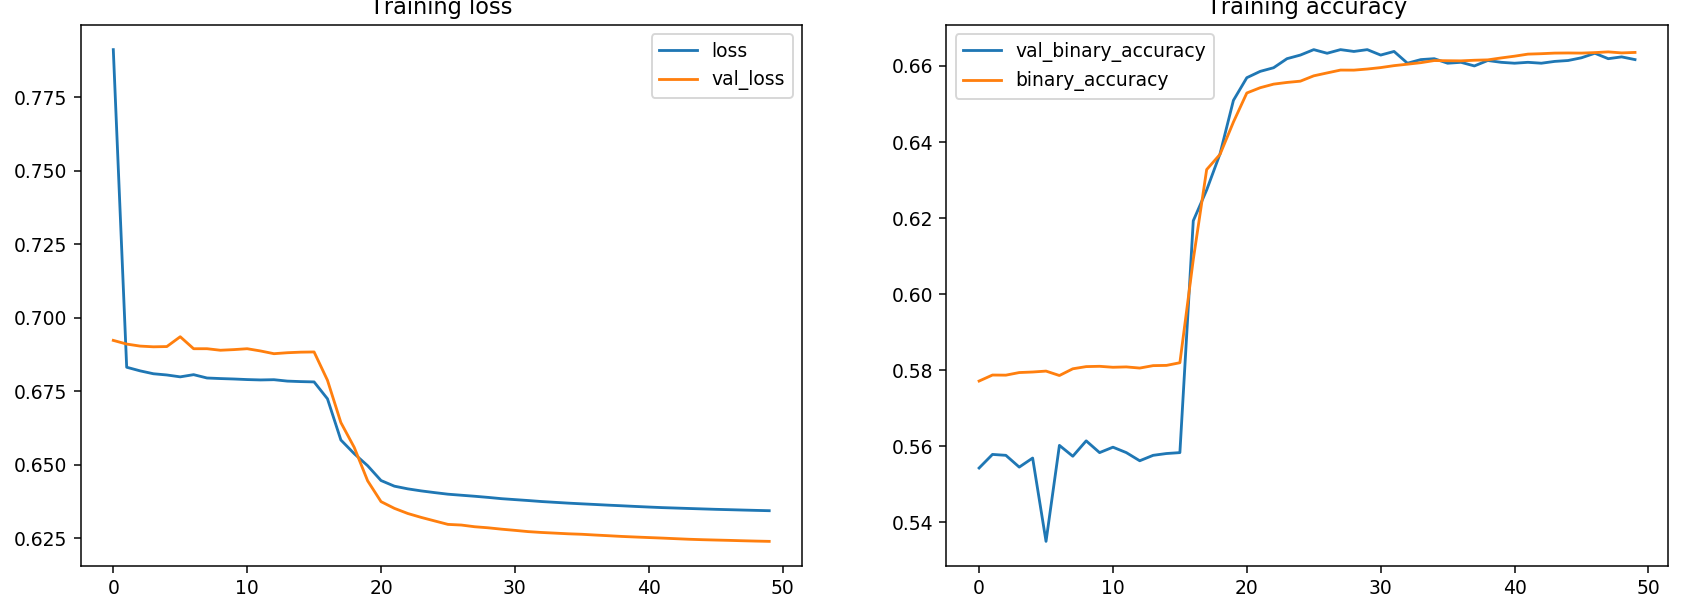 Training loss
loss
val_loss
0.775
0.750
0.725
0.700
0.675
0.650
0.625
0 10 20 30 40 50
Training accuracy
val_binary_accuracy
binary_accuracy
0.66
0.64
0.62
0.60
0.58
0.56
0.54
0 10 20 30 40 50